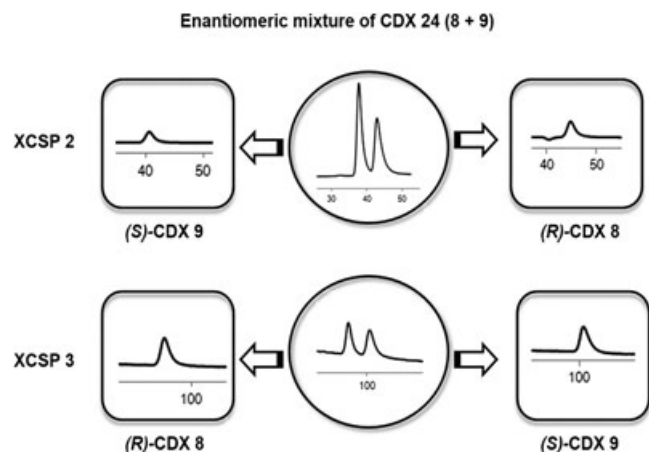 Enantiomeric mixture of CDX 24 (8 + 9)
XCSP 2
40 50
30 40 50
40 50
(S)-CDX 9
(R)-CDX 8
XCSP 3
100
100
100
(R)-CDX 8
(S)-CDX 9